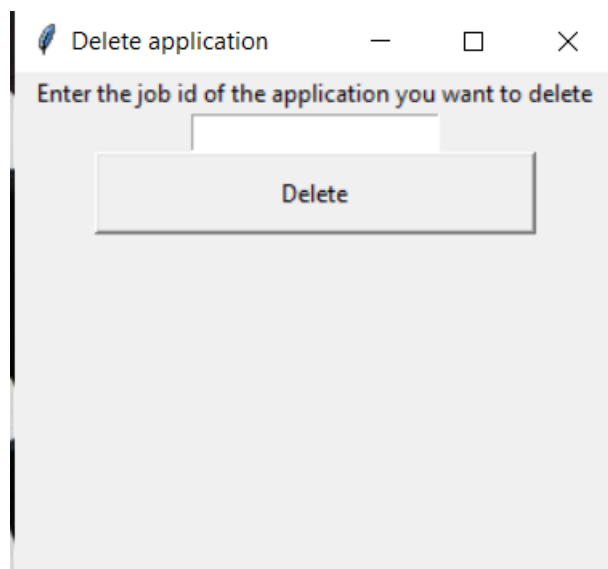 Delete application
Enter the job id of the application you want to delete
Delete